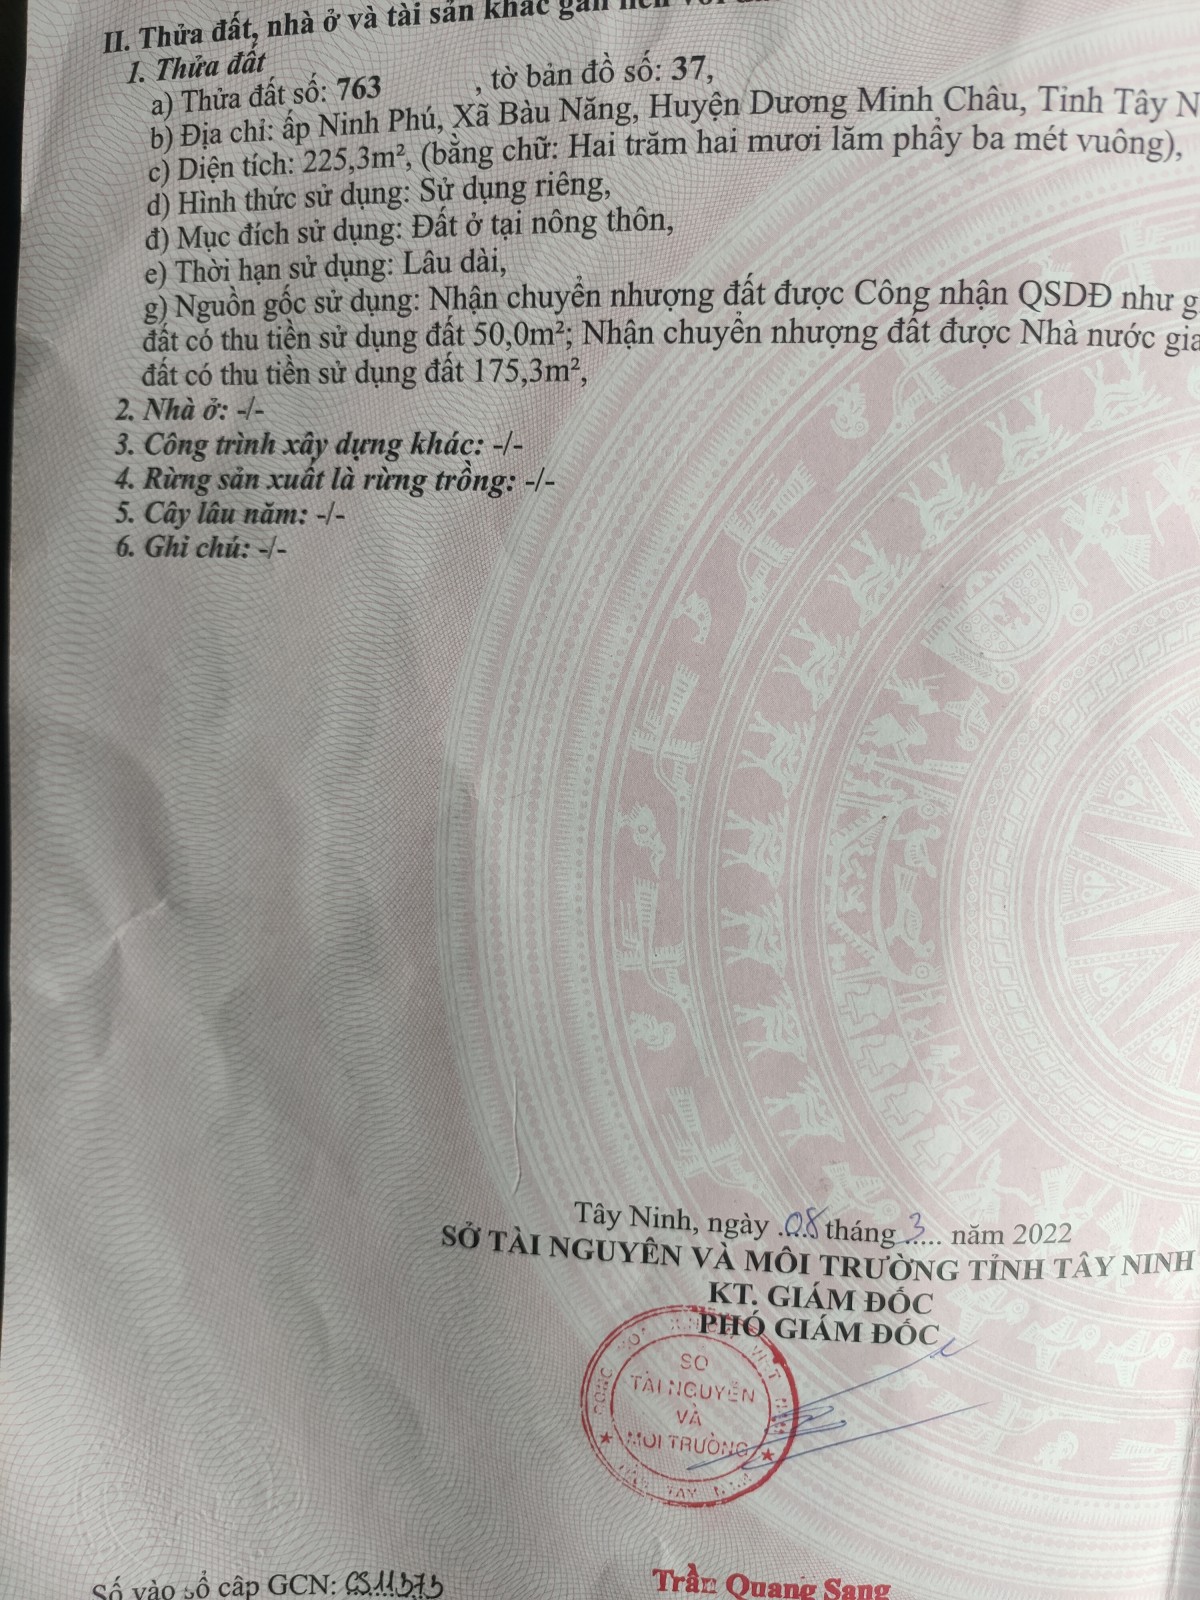 II. Thửa đất, nhà ở và tài sản khác gắn liền với
1. Thửa đất
a) Thửa đất số: 763 , tờ bản đồ số: 37,
b) Địa chỉ: ấp Ninh Phú, Xã Bàu Năng, Huyện Dương Minh Châu, Tỉnh Tây N
c) Diện tích: 225,3m², (bằng chữ: Hai trăm hai mươi lăm phẩy ba mét vuông),
d) Hình thức sử dụng: Sử dụng riêng,
đ) Mục đích sử dụng: Đất ở tại nông thôn,
e) Thời hạn sử dụng: Lâu dài,
g) Nguồn gốc sử dụng: Nhận chuyển nhượng đất được Công nhận QSDĐ như g
đất có thu tiền sử dụng đất 50,0m²; Nhận chuyển nhượng đất được Nhà nước gia
đất có thu tiền sử dụng đất 175,3m²,
2. Nhà ở: -/-
3. Công trình xây dựng khác: -/-
4. Rừng sản xuất là rừng trồng: -/-
5. Cây lâu năm: -/-
6. Ghi chú: -/-
Tây Ninh, ngày 08 tháng 3 năm 2022
SỞ TÀI NGUYÊN VÀ MÔI TRƯỜNG TỈNH TÂY NINH
KT. GIÁM ĐỐC
PHÓ GIÁM ĐỐC
SỞ
TÀI NGUYÊN
VÀ
MÔI TRƯỜNG
Trần Quang Sang
Số vào sổ cấp GCN: CS11373